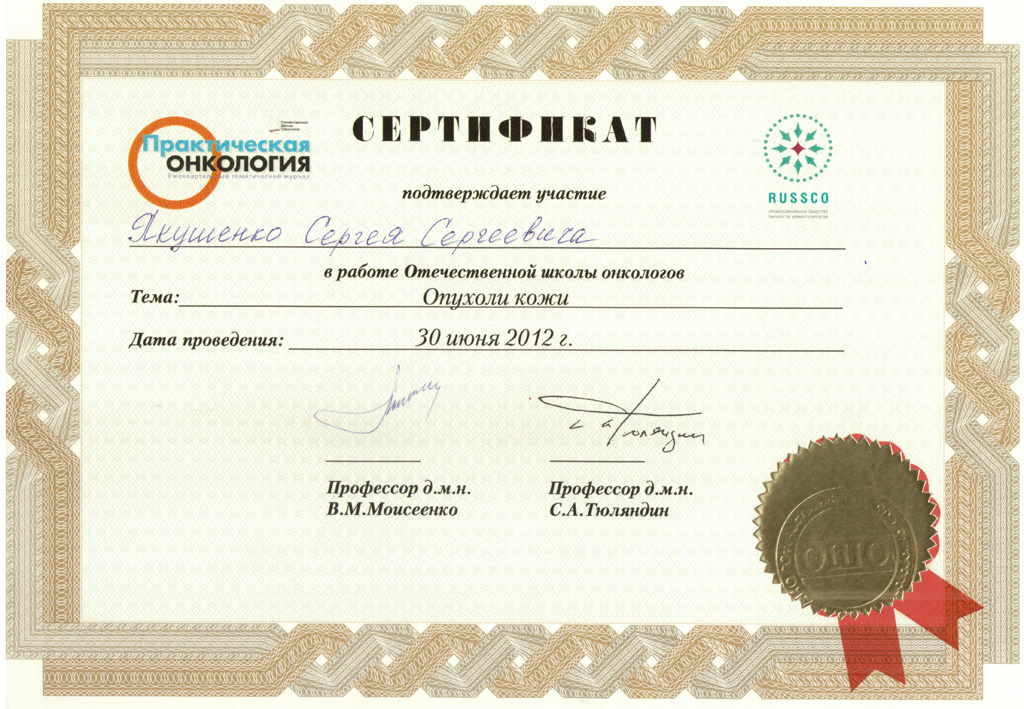 Отечественная
Школа
Онкологов
Практическая
ОНКОЛОГИЯ
Ежеквартальный тематический журнал
СЕРТИФИКАТ
RUSSCO
ПРОФЕССИОНАЛЬНОЕ ОБЩЕСТВО
ОНКОЛОГОВ-ХИМИОТЕРАПЕВТОВ
подтверждает участие
Якушенко Сергея Сергеевича
в работе Отечественной школы онкологов
Тема: Опухоли кожи
Дата проведения: 30 июня 2012 г.
С А Тюляндин
Профессор д.м.н. Профессор д.м.н.
В.М.Моисеенко С.А.Тюляндин
ОШО